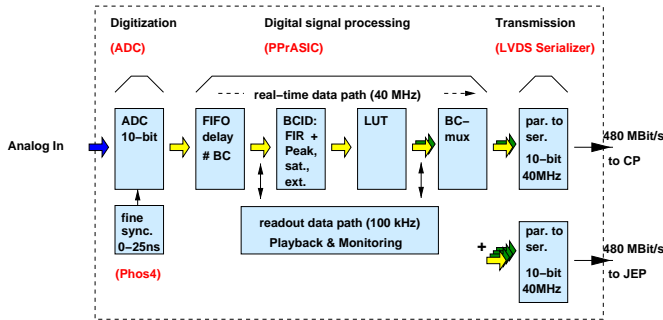 Digitization
Digital signal processing
Transmission
(ADC)
(PPrASIC)
(LVDS Serializer)
real−time data path (40 MHz)
Analog In
ADC
10−bit
FIFO
delay
# BC
BCID:
FIR +
Peak,
sat.,
ext.
LUT
BC−
mux
par. to
ser.
10−bit
40MHz
480 MBit/s
to CP
fine
sync.
0−25ns
(Phos4)
readout data path (100 kHz)
Playback & Monitoring
+
par. to
ser.
10−bit
40MHz
480 MBit/s
to JEP